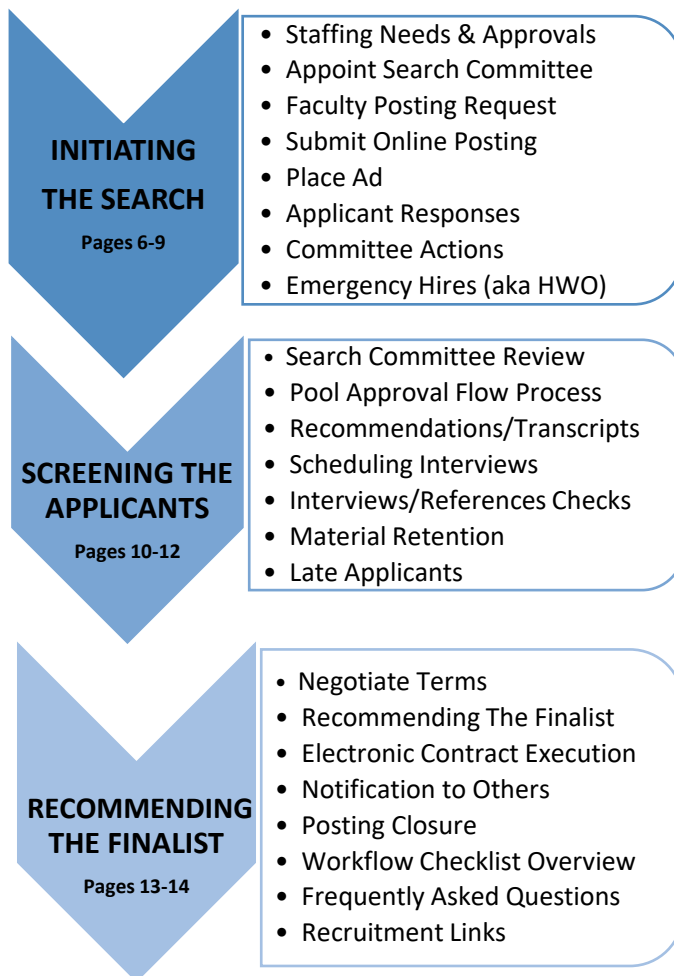 INITIATING
THE SEARCH
Pages 6-9
• Staffing Needs & Approvals
• Appoint Search Committee
• Faculty Posting Request
• Submit Online Posting
• Place Ad
• Applicant Responses
• Committee Actions
• Emergency Hires (aka HWO)
SCREENING THE
APPLICANTS
Pages 10-12
• Search Committee Review
• Pool Approval Flow Process
• Recommendations/Transcripts
• Scheduling Interviews
• Interviews/References Checks
• Material Retention
• Late Applicants
RECOMMENDING
THE FINALIST
Pages 13-14
• Negotiate Terms
• Recommending The Finalist
• Electronic Contract Execution
• Notification to Others
• Posting Closure
• Workflow Checklist Overview
• Frequently Asked Questions
• Recruitment Links